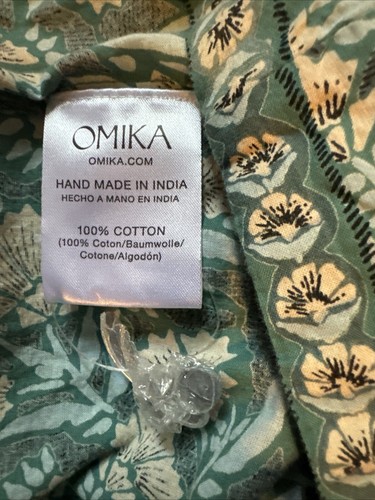 OMIKA
OMIKA.COM
HAND MADE IN INDIA
HECHO A MANO EN INDIA
100% COTTON
(100% Coton/Baumwolle/
Cotone/Algodón)